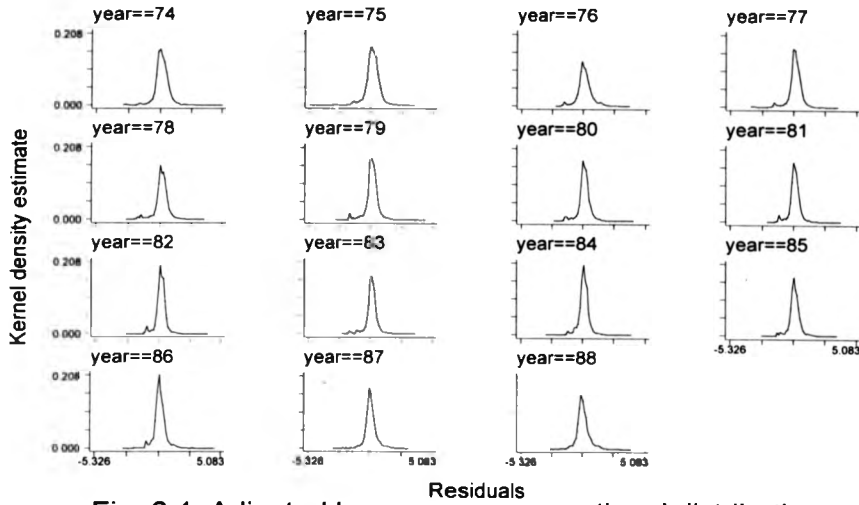 year==74
year==75
year==76
year==77
0.208
0.000
year==78
year==79
year==80
year==81
0.208
0.000
year==82
year==83
year==84
year==85
0.208
0.000
-5.326 5.083
year==86
year==87
year==88
0.208
0.000
-5.326 5.083
-5.326 5.083
-5.326 5.083
Kernel density estimate
Residuals